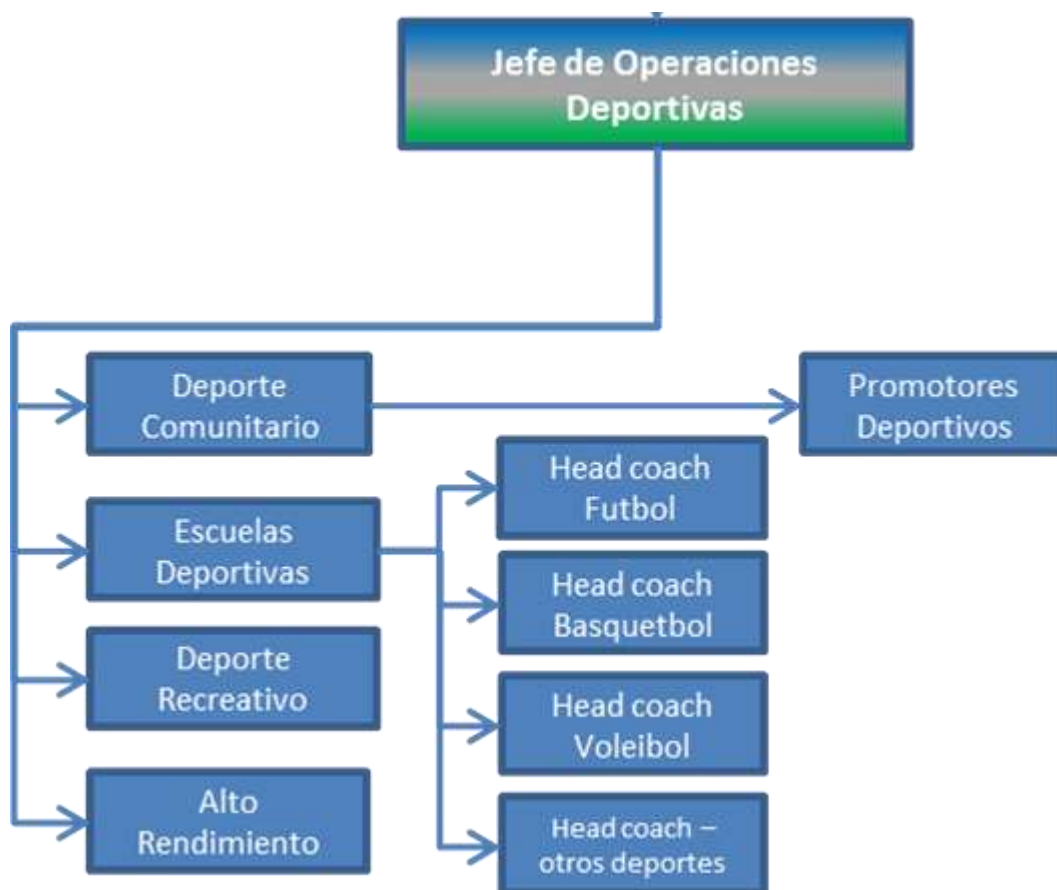 Jefe de Operaciones
Deportivas
Deporte
Comunitario
Promotores
Deportivos
Escuelas
Deportivas
Head coach
Futbol
Head coach
Basquetbol
Deporte
Recreativo
Head coach
Voleibol
Alto
Rendimiento
Head coach –
otros deportes